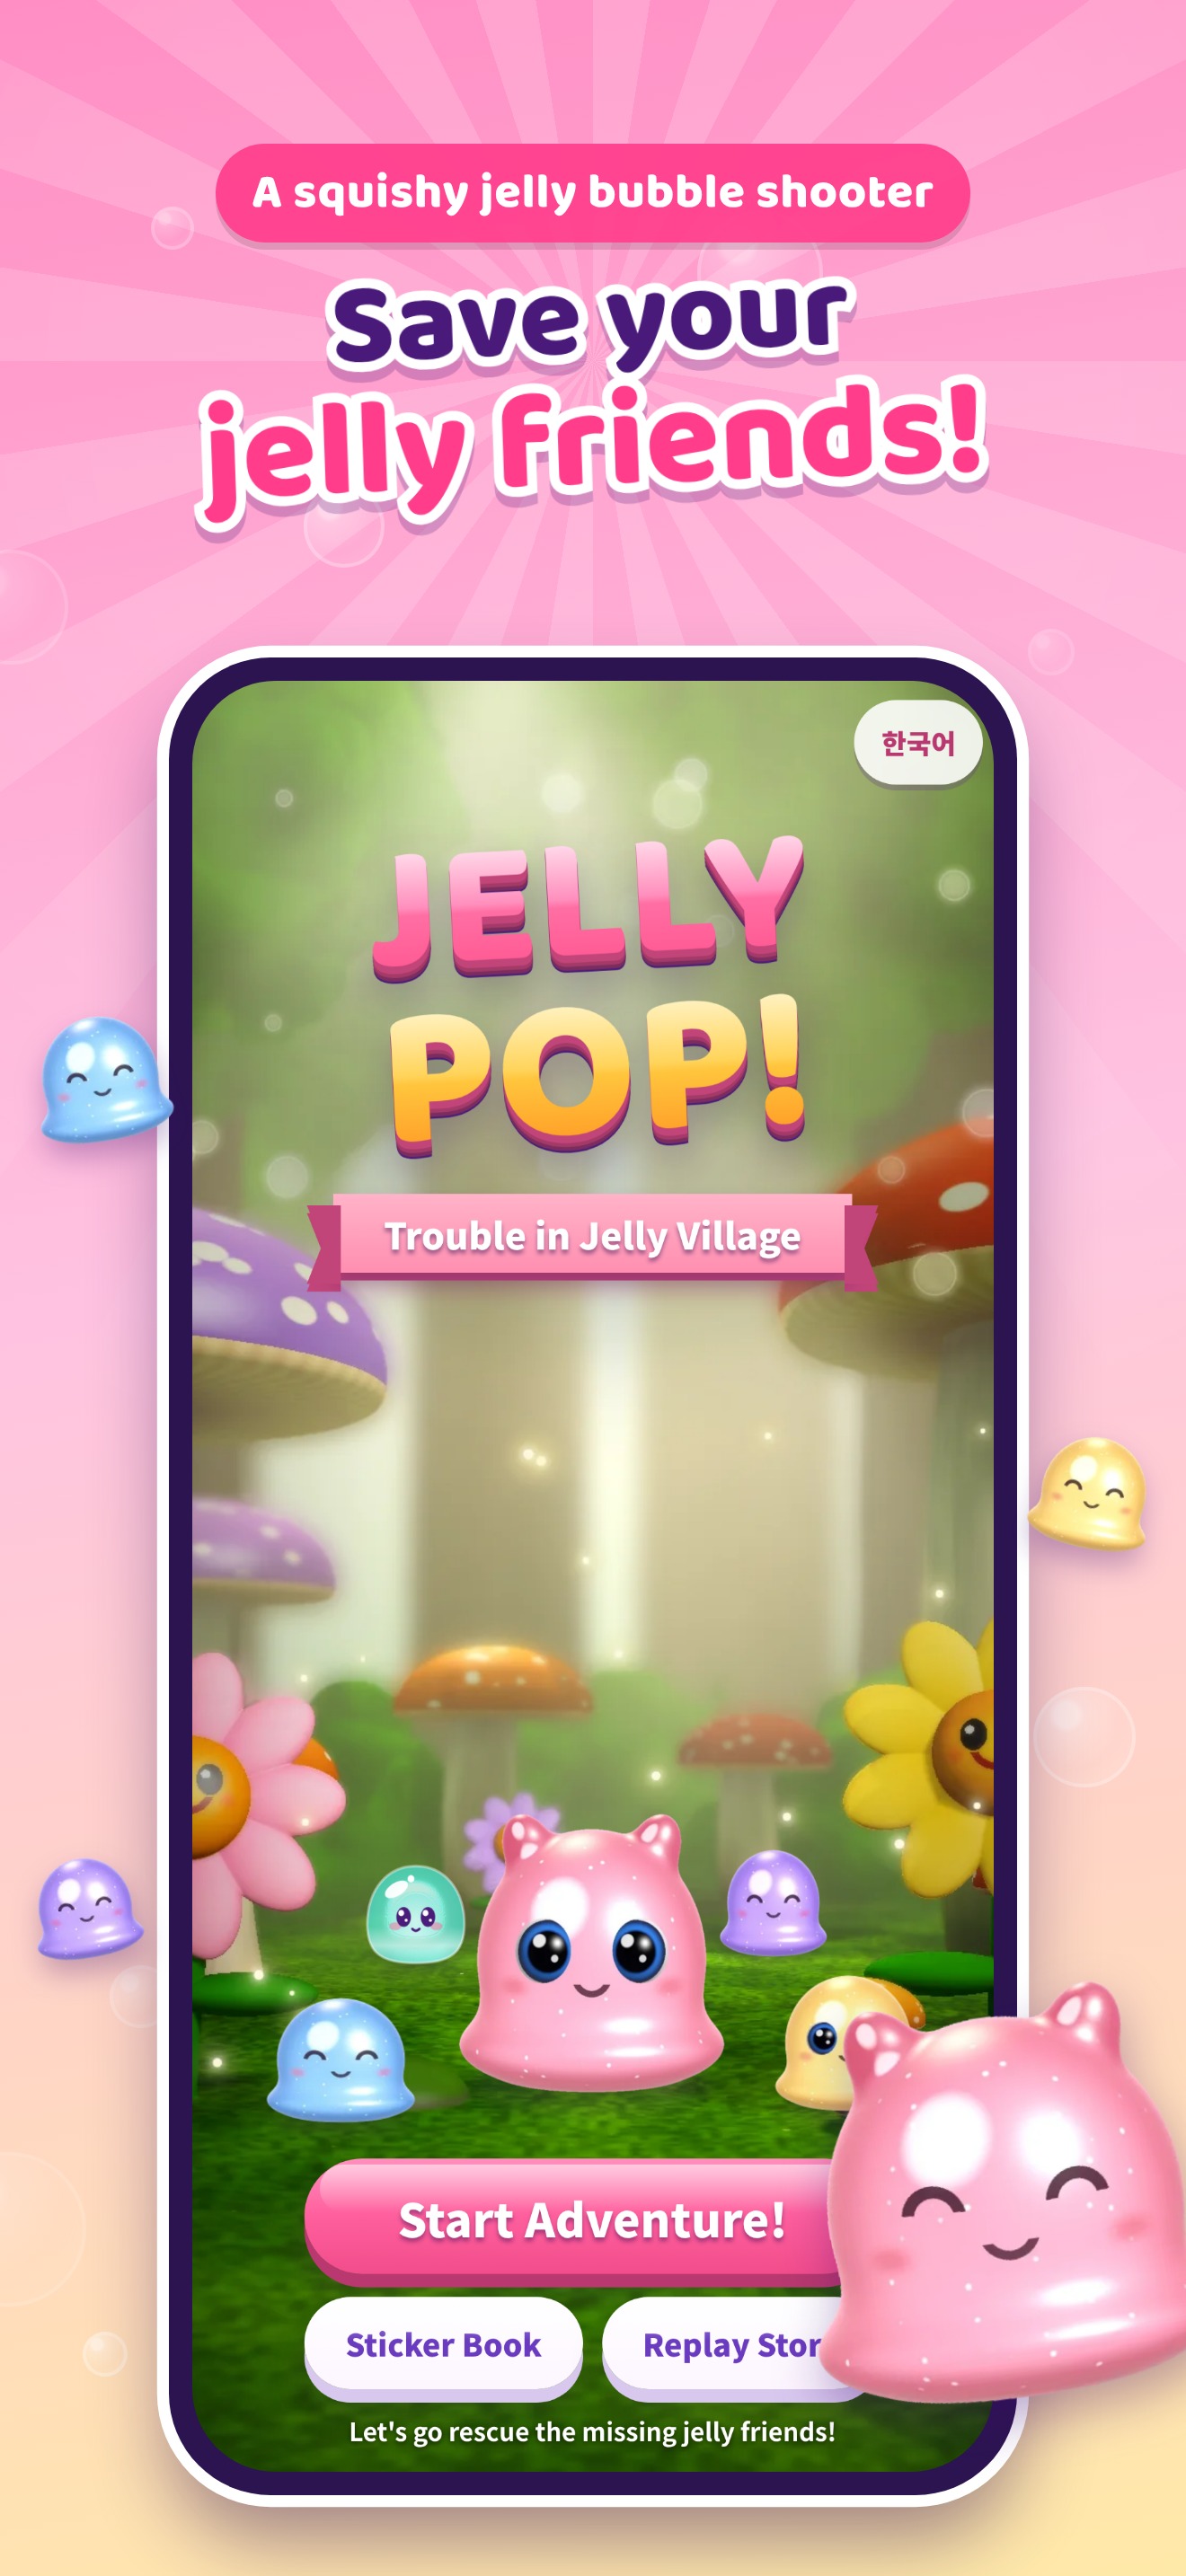 A squishy jelly bubble shooter
Save your
jelly friends!
한국어
JELLY
POP!
Trouble in Jelly Village
Start Adventure!
Sticker Book
Replay Stor
Let's go rescue the missing jelly friends!